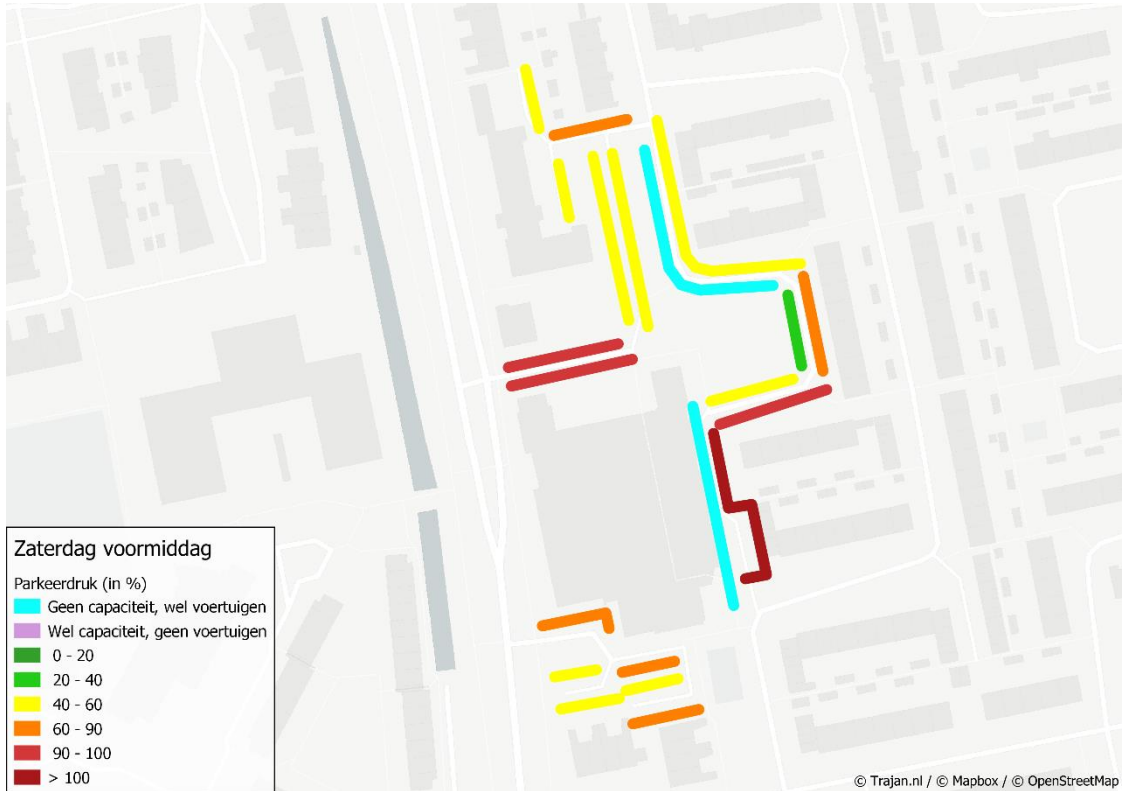 Zaterdag voormiddag
Parkeerdruk (in %)
Geen capaciteit, wel voertuigen
Wel capaciteit, geen voertuigen
0 - 20
20 - 40
40 - 60
60 - 90
90 - 100
> 100
© Trajan.nl / © Mapbox / © OpenStreetMap